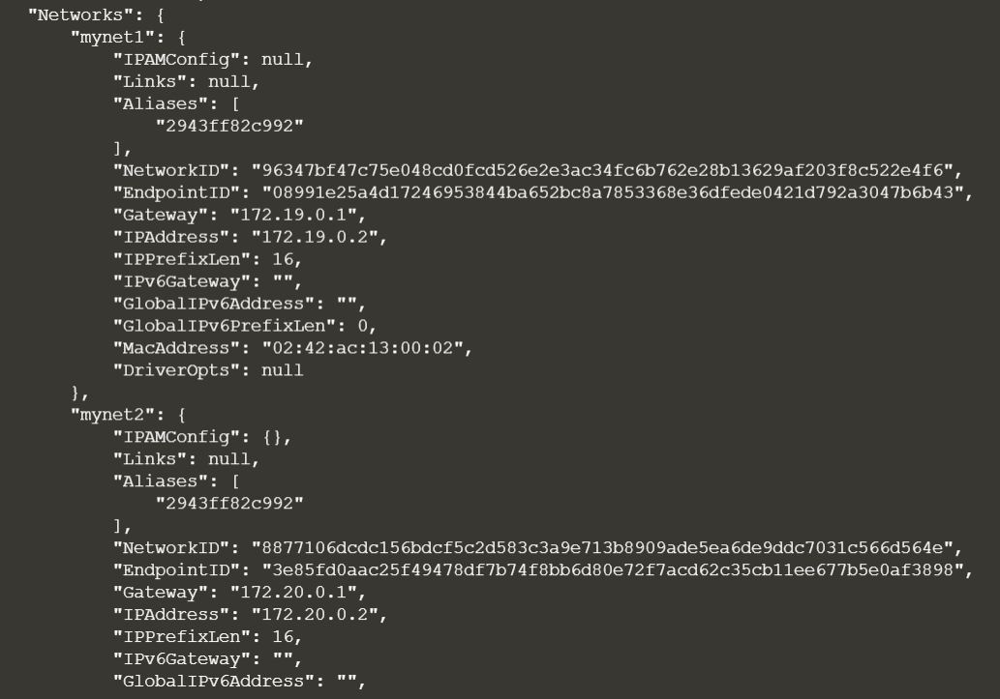 "Networks": {
"mynet1": {
"IPAMConfig": null,
"Links": null,
"Aliases": [
"2943ff82c992"
],
"NetworkID": "96347bf47c75e048cd0fcd526e2e3ac34fc6b762e28b13629af203f8c522e4f6",
"EndpointID": "08991e25a4d17246953844ba652bc8a7853368e36dfede0421d792a3047b6b43",
"Gateway": "172.19.0.1",
"IPAddress": "172.19.0.2",
"IPPrefixLen": 16,
"IPv6Gateway": "",
"GlobalIPv6Address": "",
"GlobalIPv6PrefixLen": 0,
"MacAddress": "02:42:ac:13:00:02",
"DriverOpts": null
},
"mynet2": {
"IPAMConfig": {},
"Links": null,
"Aliases": [
"2943ff82c992"
],
"NetworkID": "8877106dcdc156bdcf5c2d583c3a9e713b8909ade5ea6de9ddc7031c566d564e",
"EndpointID": "3e85fd0aac25f49478df7b74f8bb6d80e72f7acd62c35cb11ee677b5e0af3898",
"Gateway": "172.20.0.1",
"IPAddress": "172.20.0.2",
"IPPrefixLen": 16,
"IPv6Gateway": "",
"GlobalIPv6Address": "",